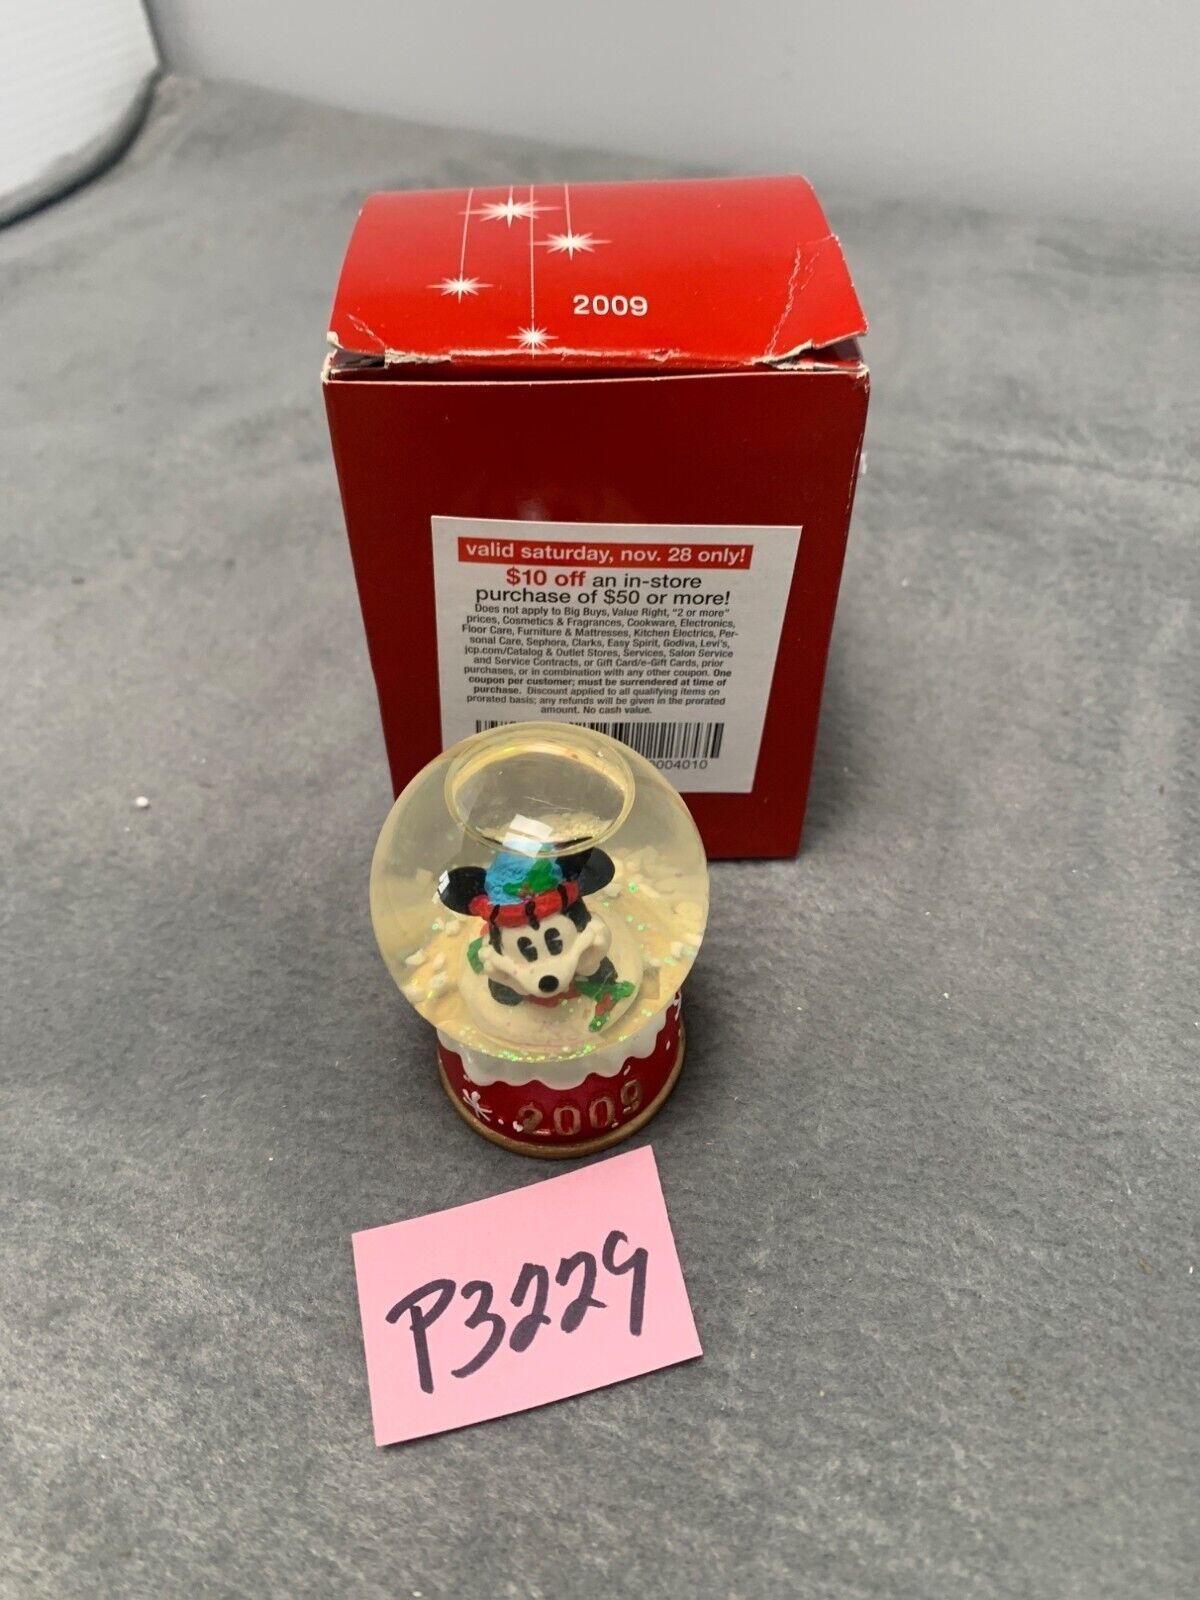 2009
valid saturday, nov. 28 only!
$10 off an in-store
purchase of $50 or more!
Does not apply to Big Buys, Value Right, "2 or more"
prices, Cosmetics & Fragrances, Cookware, Electronics,
Floor Care, Furniture & Mattresses, Kitchen Electrics, Per-
sonal Care, Sephora, Clarks, Easy Spirit, Godiva, Levi's,
jcp.com/Catalog & Outlet Stores, Services, Salon Service
and Service Contracts, or Gift Card/e-Gift Cards, prior
purchases, or in combination with any other coupon. One
coupon per customer; must be surrendered at time of
purchase. Discount applied to all qualifying items on
prorated basis; any refunds will be given in the prorated
amount. No cash value.
0004010
2009
P3229